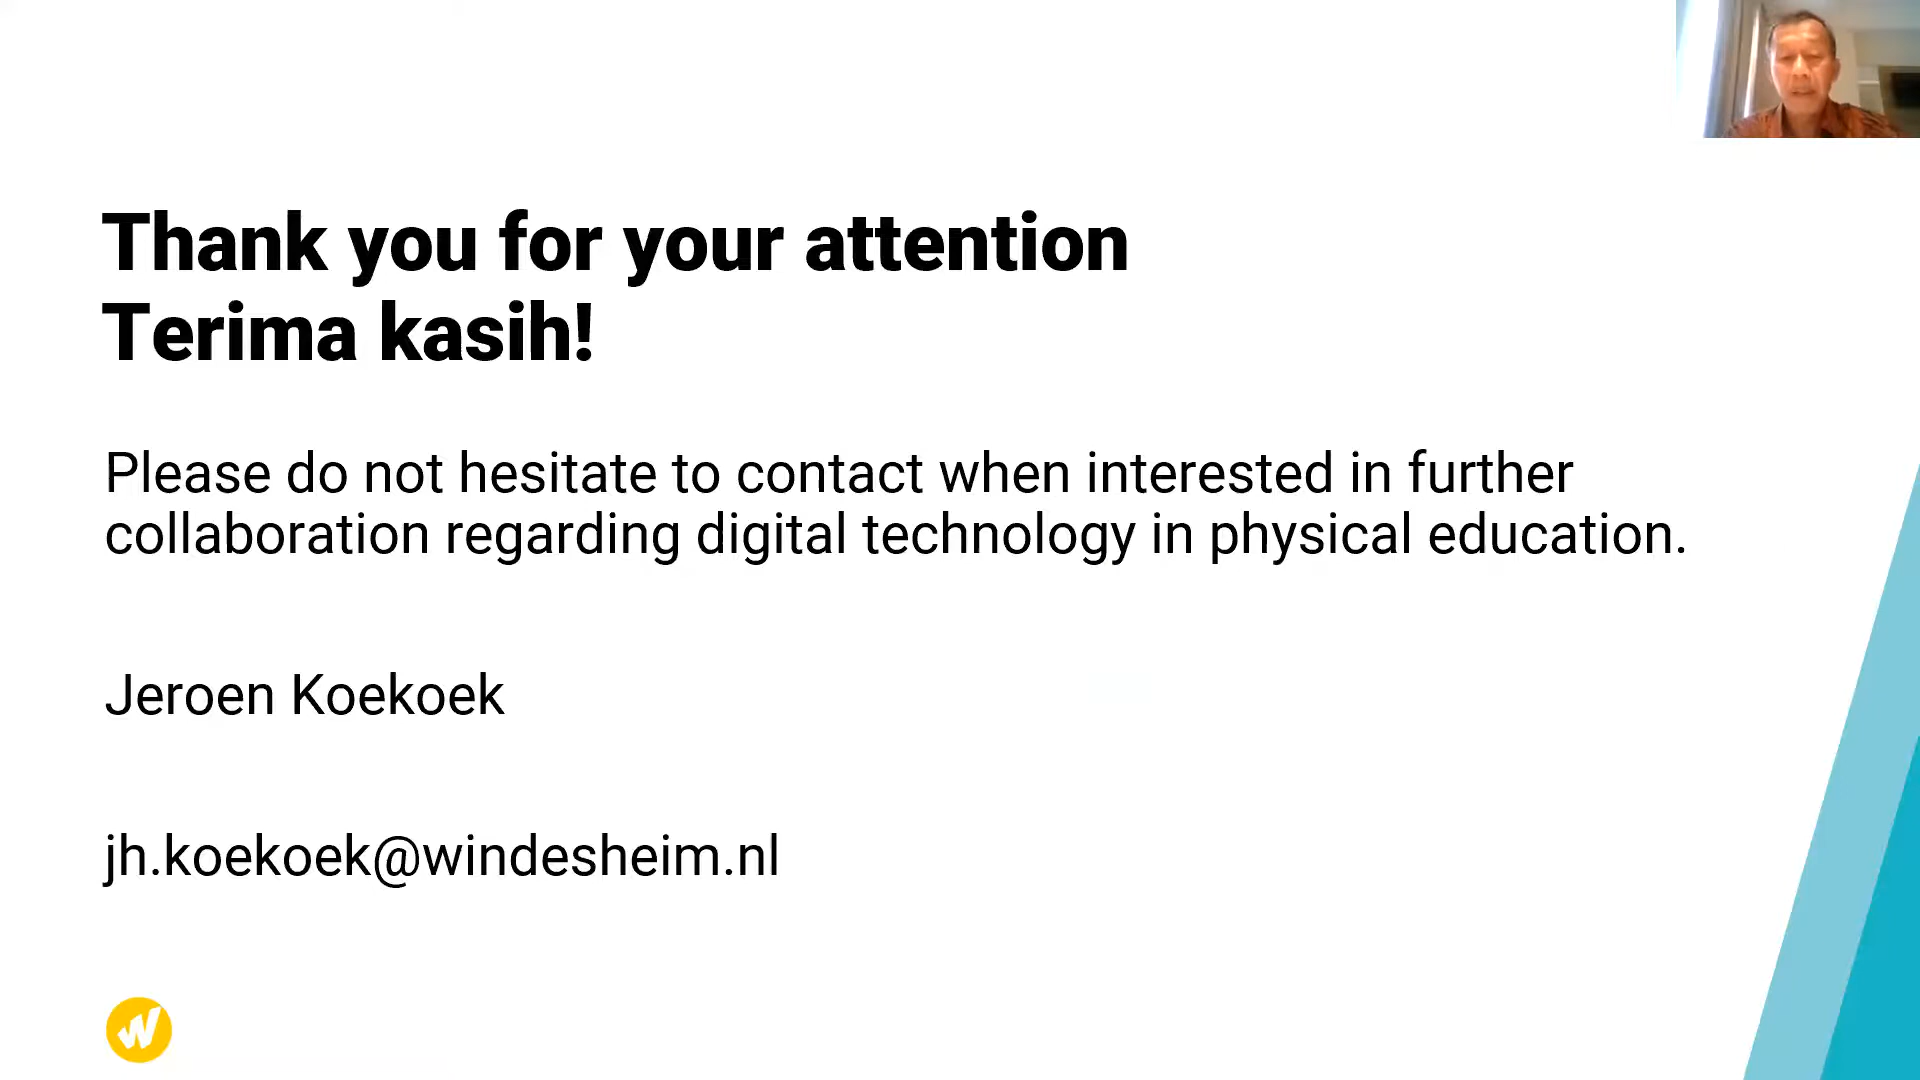 Thank you for your attention
Terima kasih!
Please do not hesitate to contact when interested in further
collaboration regarding digital technology in physical education.
Jeroen Koekoek
jh.koekoek@windesheim.nl
W